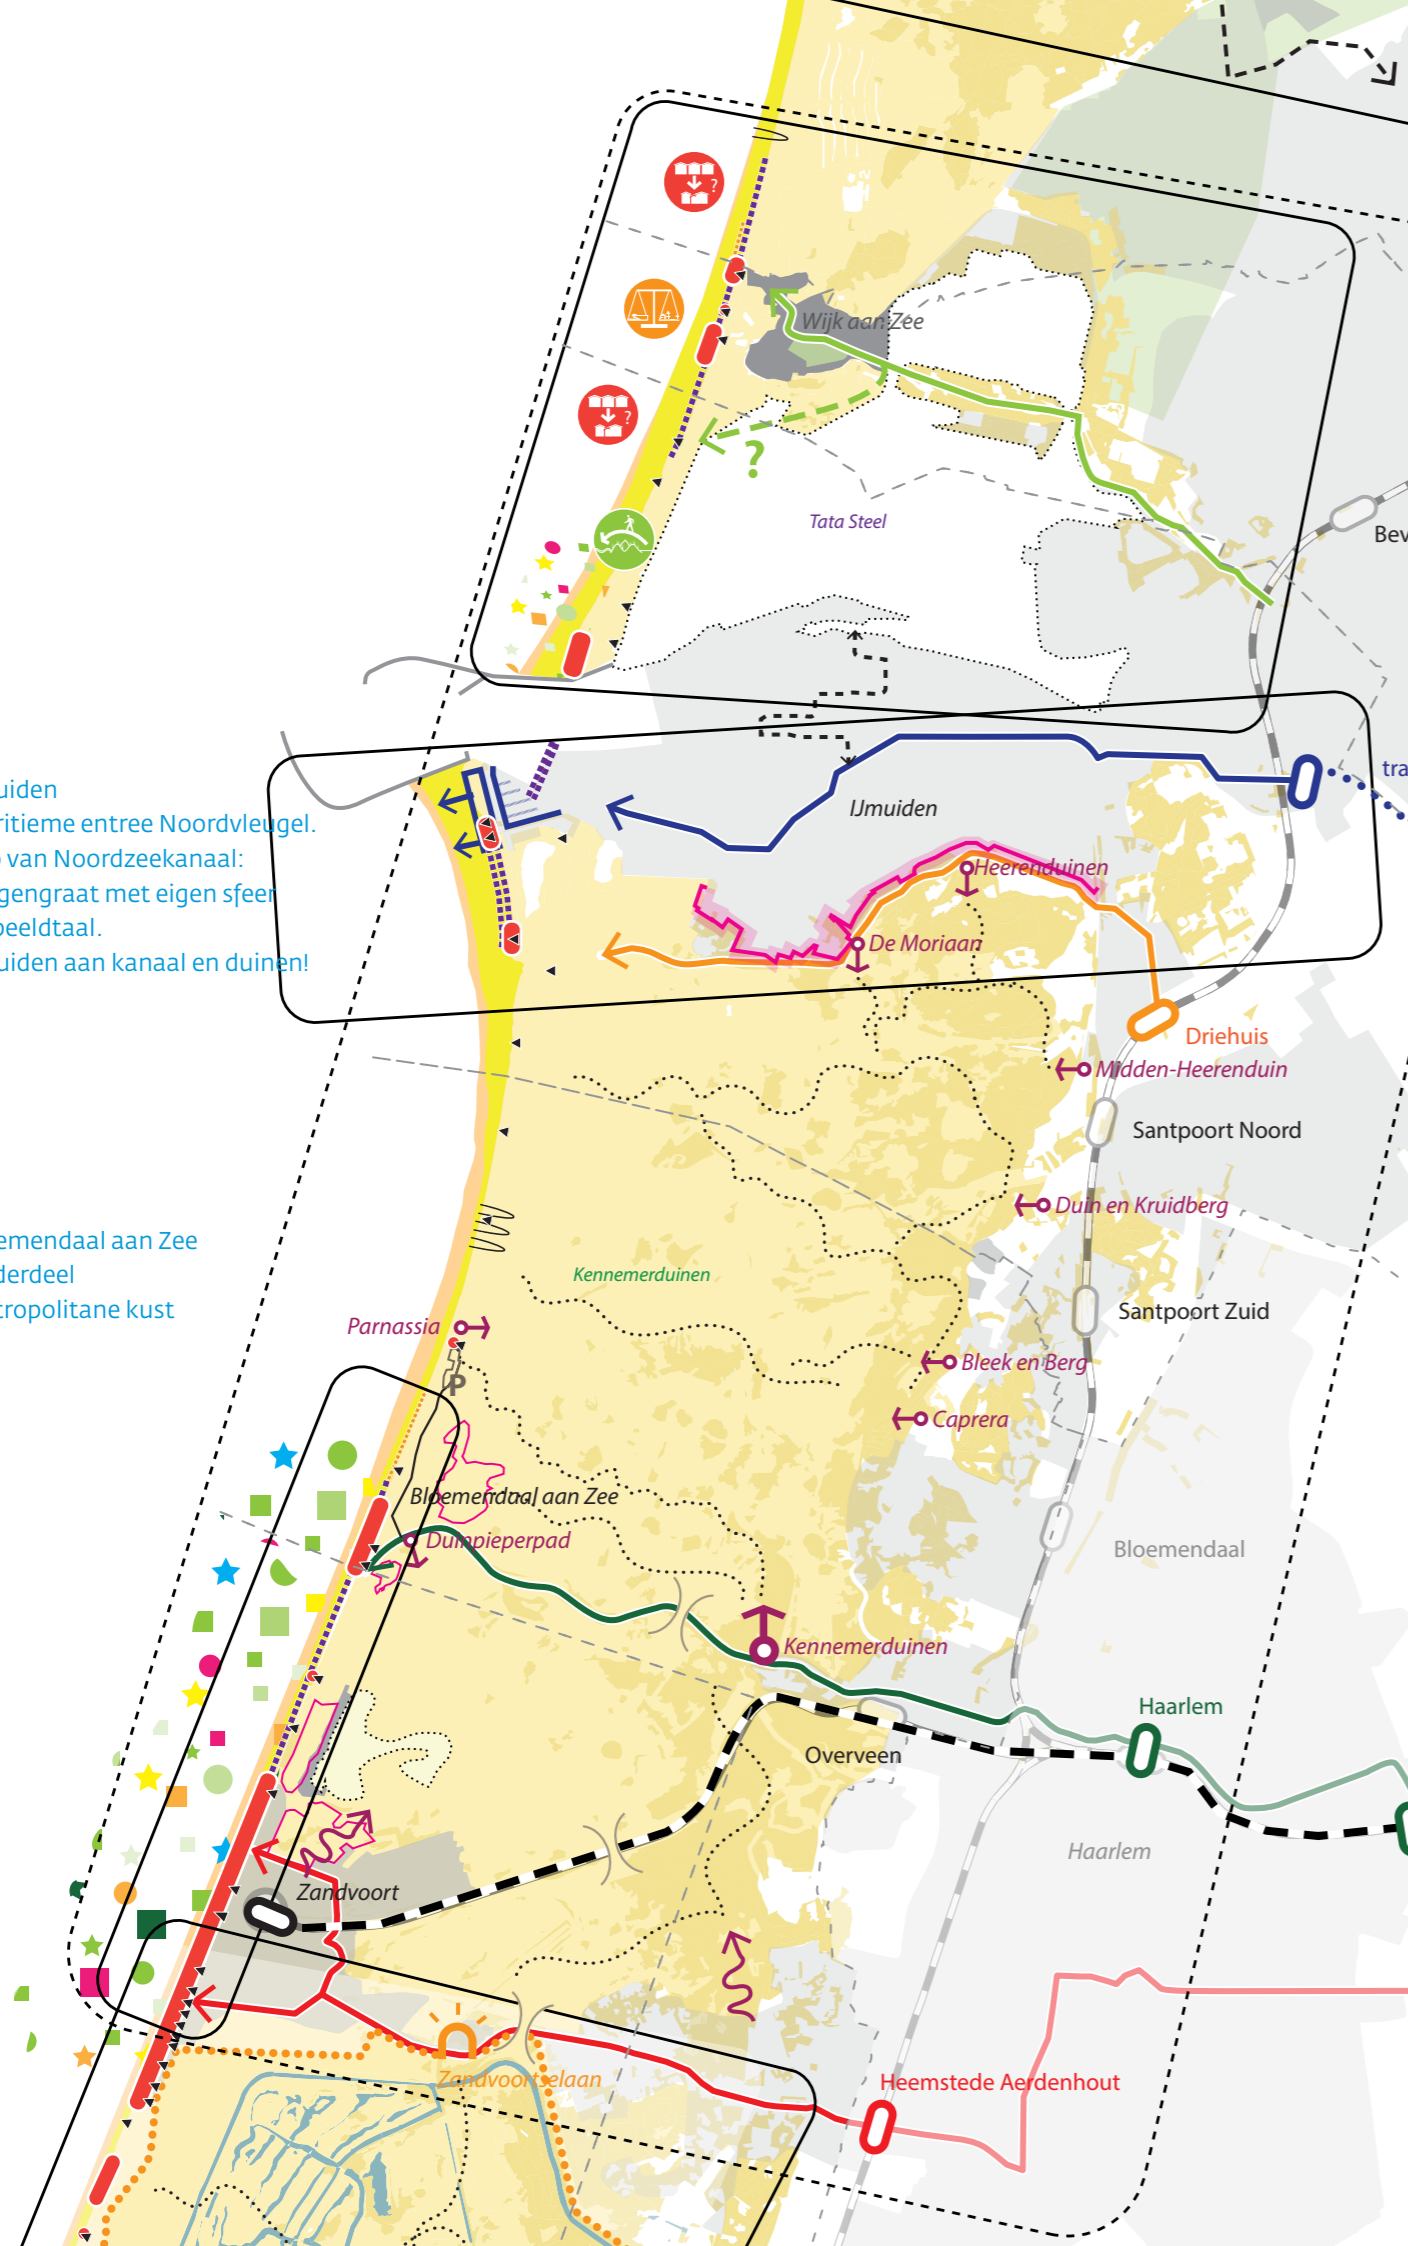 ?
Wijk aan Zee
?
?
Tata Steel
Bev
uiden
ritieme entree Noordvleugel.
van Noordzeekanaal:
gengraat met eigen sfeer
beeldtaal.
uiden aan kanaal en duinen!
tra
IJmuiden
Heerenduinen
De Moriaan
Driehuis
Midden-Heerenduin
Santpoort Noord
Duin en Kruidberg
emendaal aan Zee
derdeel
tropolitane kust
Kennemerduinen
Santpoort Zuid
Parnassia
Bleek en Berg
P
Caprera
Bloemendaal aan Zee
Duinpieperpad
Bloemendaal
Kennemerduinen
Haarlem
Overveen
Haarlem
Zandvoort
Zandvoortselaan
Heemstede Aerdenhout